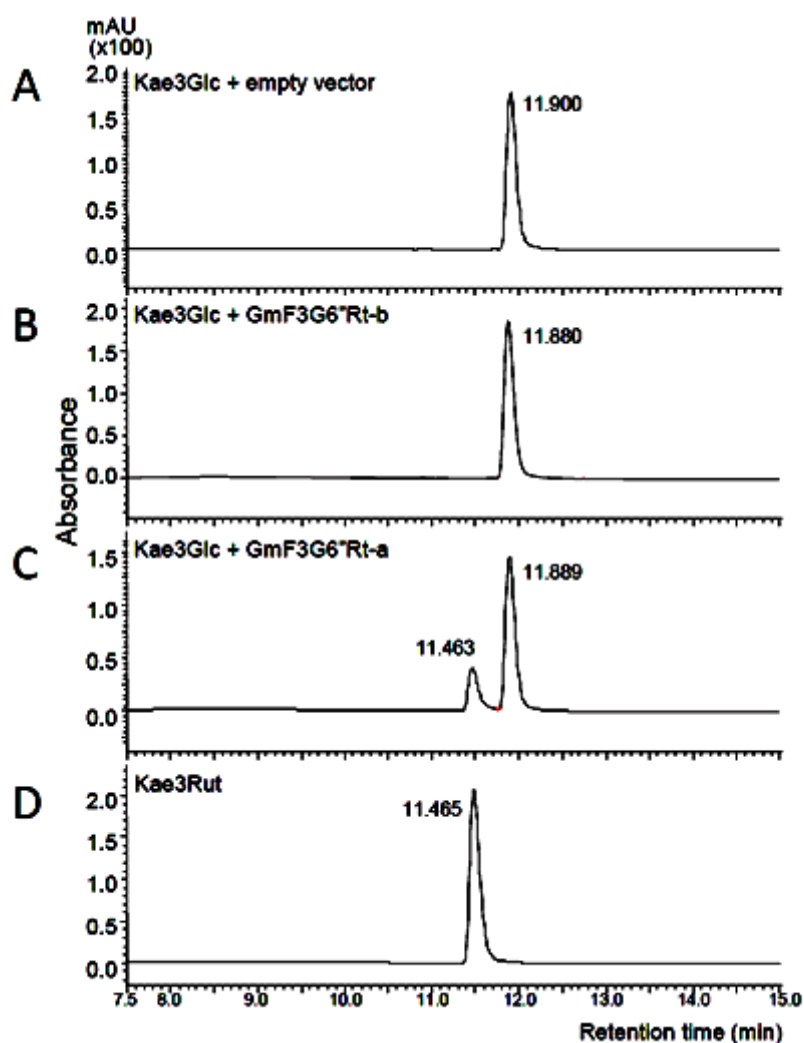 mAU
(x100)
A
Kae3Glc + empty vector
2.0
1.5
1.0
0.5
0.0
11.900
B
Kae3Glc + GmF3G6"Rt-b
2.0
1.5
1.0
0.5
0.0
11.880
Absorbance
C
Kae3Glc + GmF3G6"Rt-a
1.5
1.0
0.5
0.0
11.463
11.889
D
Kae3Rut
2.0
1.5
1.0
0.5
0.0
11.465
7.5 8.0 9.0 10.0 11.0 12.0 13.0 14.0 15.0
Retention time (min)